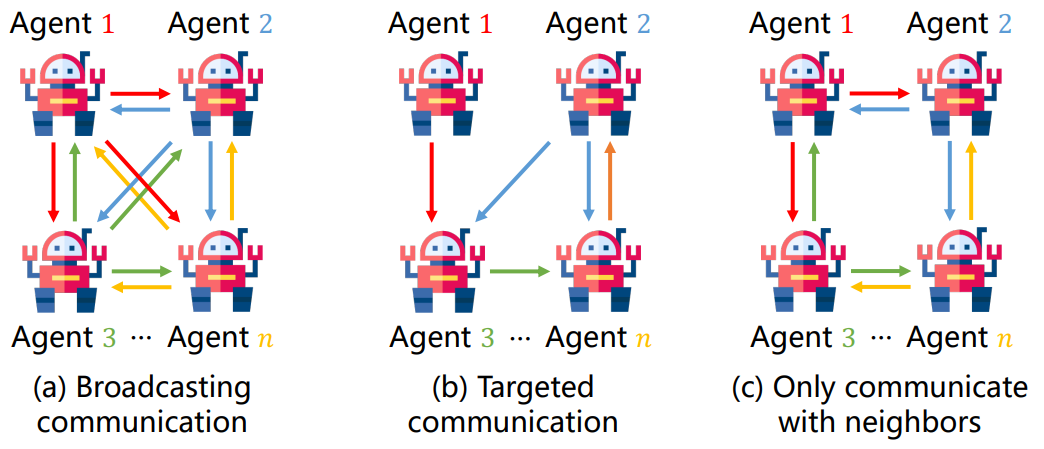 Agent 1 Agent 2 Agent 1 Agent 2 Agent 1 Agent 2
Agent 3 ··· Agent n Agent 3 ··· Agent n Agent 3 ··· Agent n
(a) Broadcasting
communication
(b) Targeted
communication
(c) Only communicate
with neighbors